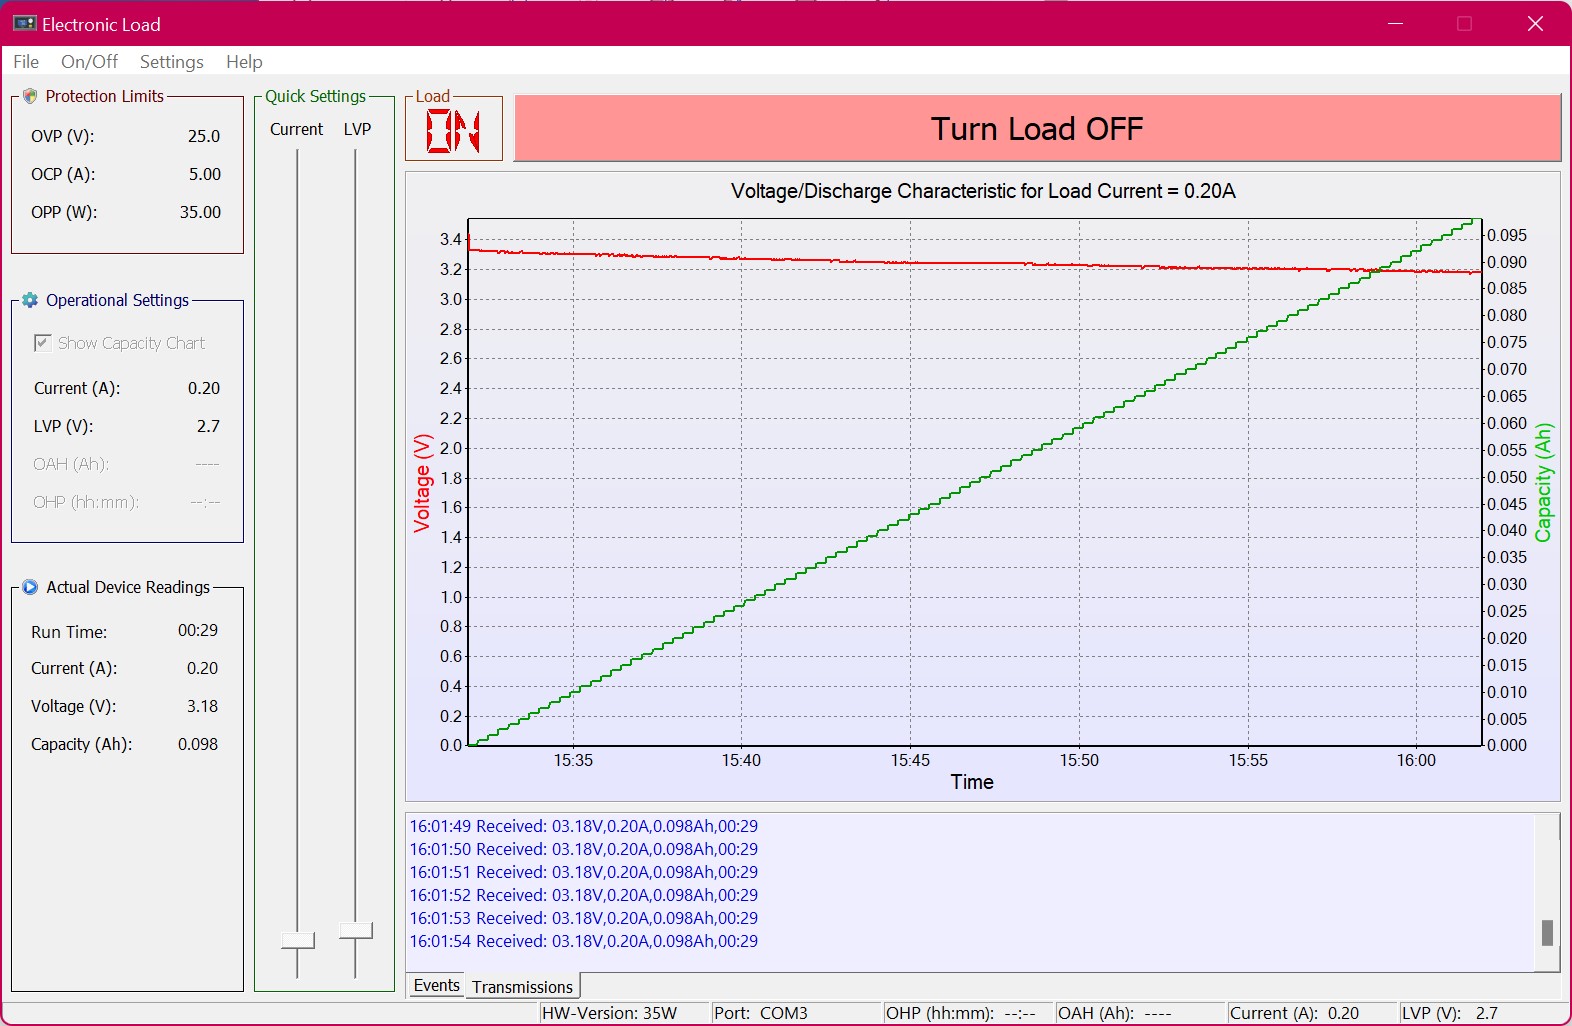 Electronic Load
File On/Off Settings Help
Protection Limits
OVP (V): 25.0
OCP (A): 5.00
OPP (W): 35.00
Operational Settings
Show Capacity Chart
Current (A): 0.20
LVP (V): 2.7
OAH (Ah): ----
OHP (hh:mm): --:--
Actual Device Readings
Run Time: 00:29
Current (A): 0.20
Voltage (V): 3.18
Capacity (Ah): 0.098
Quick Settings
Current LVP
Load
ON
Turn Load OFF
Voltage/Discharge Characteristic for Load Current = 0.20A
Voltage (V)
3.4
3.2
3.0
2.8
2.6
2.4
2.2
2.0
1.8
1.6
1.4
1.2
1.0
0.8
0.6
0.4
0.2
0.0
0.095
0.090
0.085
0.080
0.075
0.070
0.065
0.060
0.055
0.050
0.045
0.040
0.035
0.030
0.025
0.020
0.015
0.010
0.005
0.000
Capacity (Ah)
15:35 15:40 15:45 15:50 15:55 16:00
Time
16:01:49 Received: 03.18V,0.20A,0.098Ah,00:29
16:01:50 Received: 03.18V,0.20A,0.098Ah,00:29
16:01:51 Received: 03.18V,0.20A,0.098Ah,00:29
16:01:52 Received: 03.18V,0.20A,0.098Ah,00:29
16:01:53 Received: 03.18V,0.20A,0.098Ah,00:29
16:01:54 Received: 03.18V,0.20A,0.098Ah,00:29
Events Transmissions
HW-Version: 35W Port: COM3 OHP (hh:mm): --:-- OAH (Ah): ---- Current (A): 0.20 LVP (V): 2.7